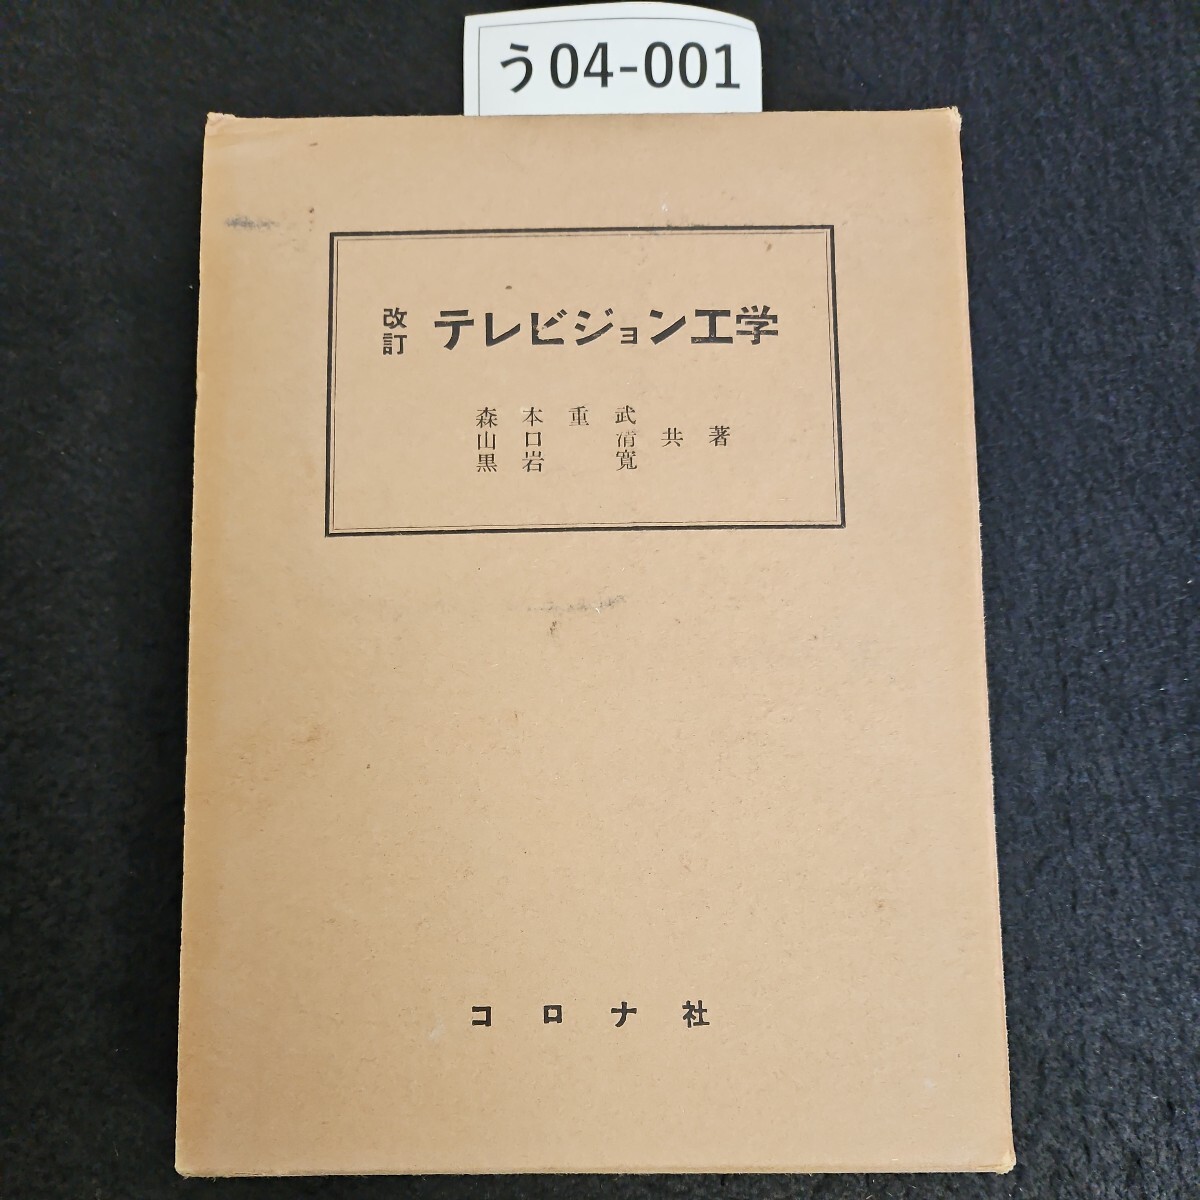 う04-001
改訂 テレビジョン工学
森本重武
山口清 共著
黒岩寛
コロナ社